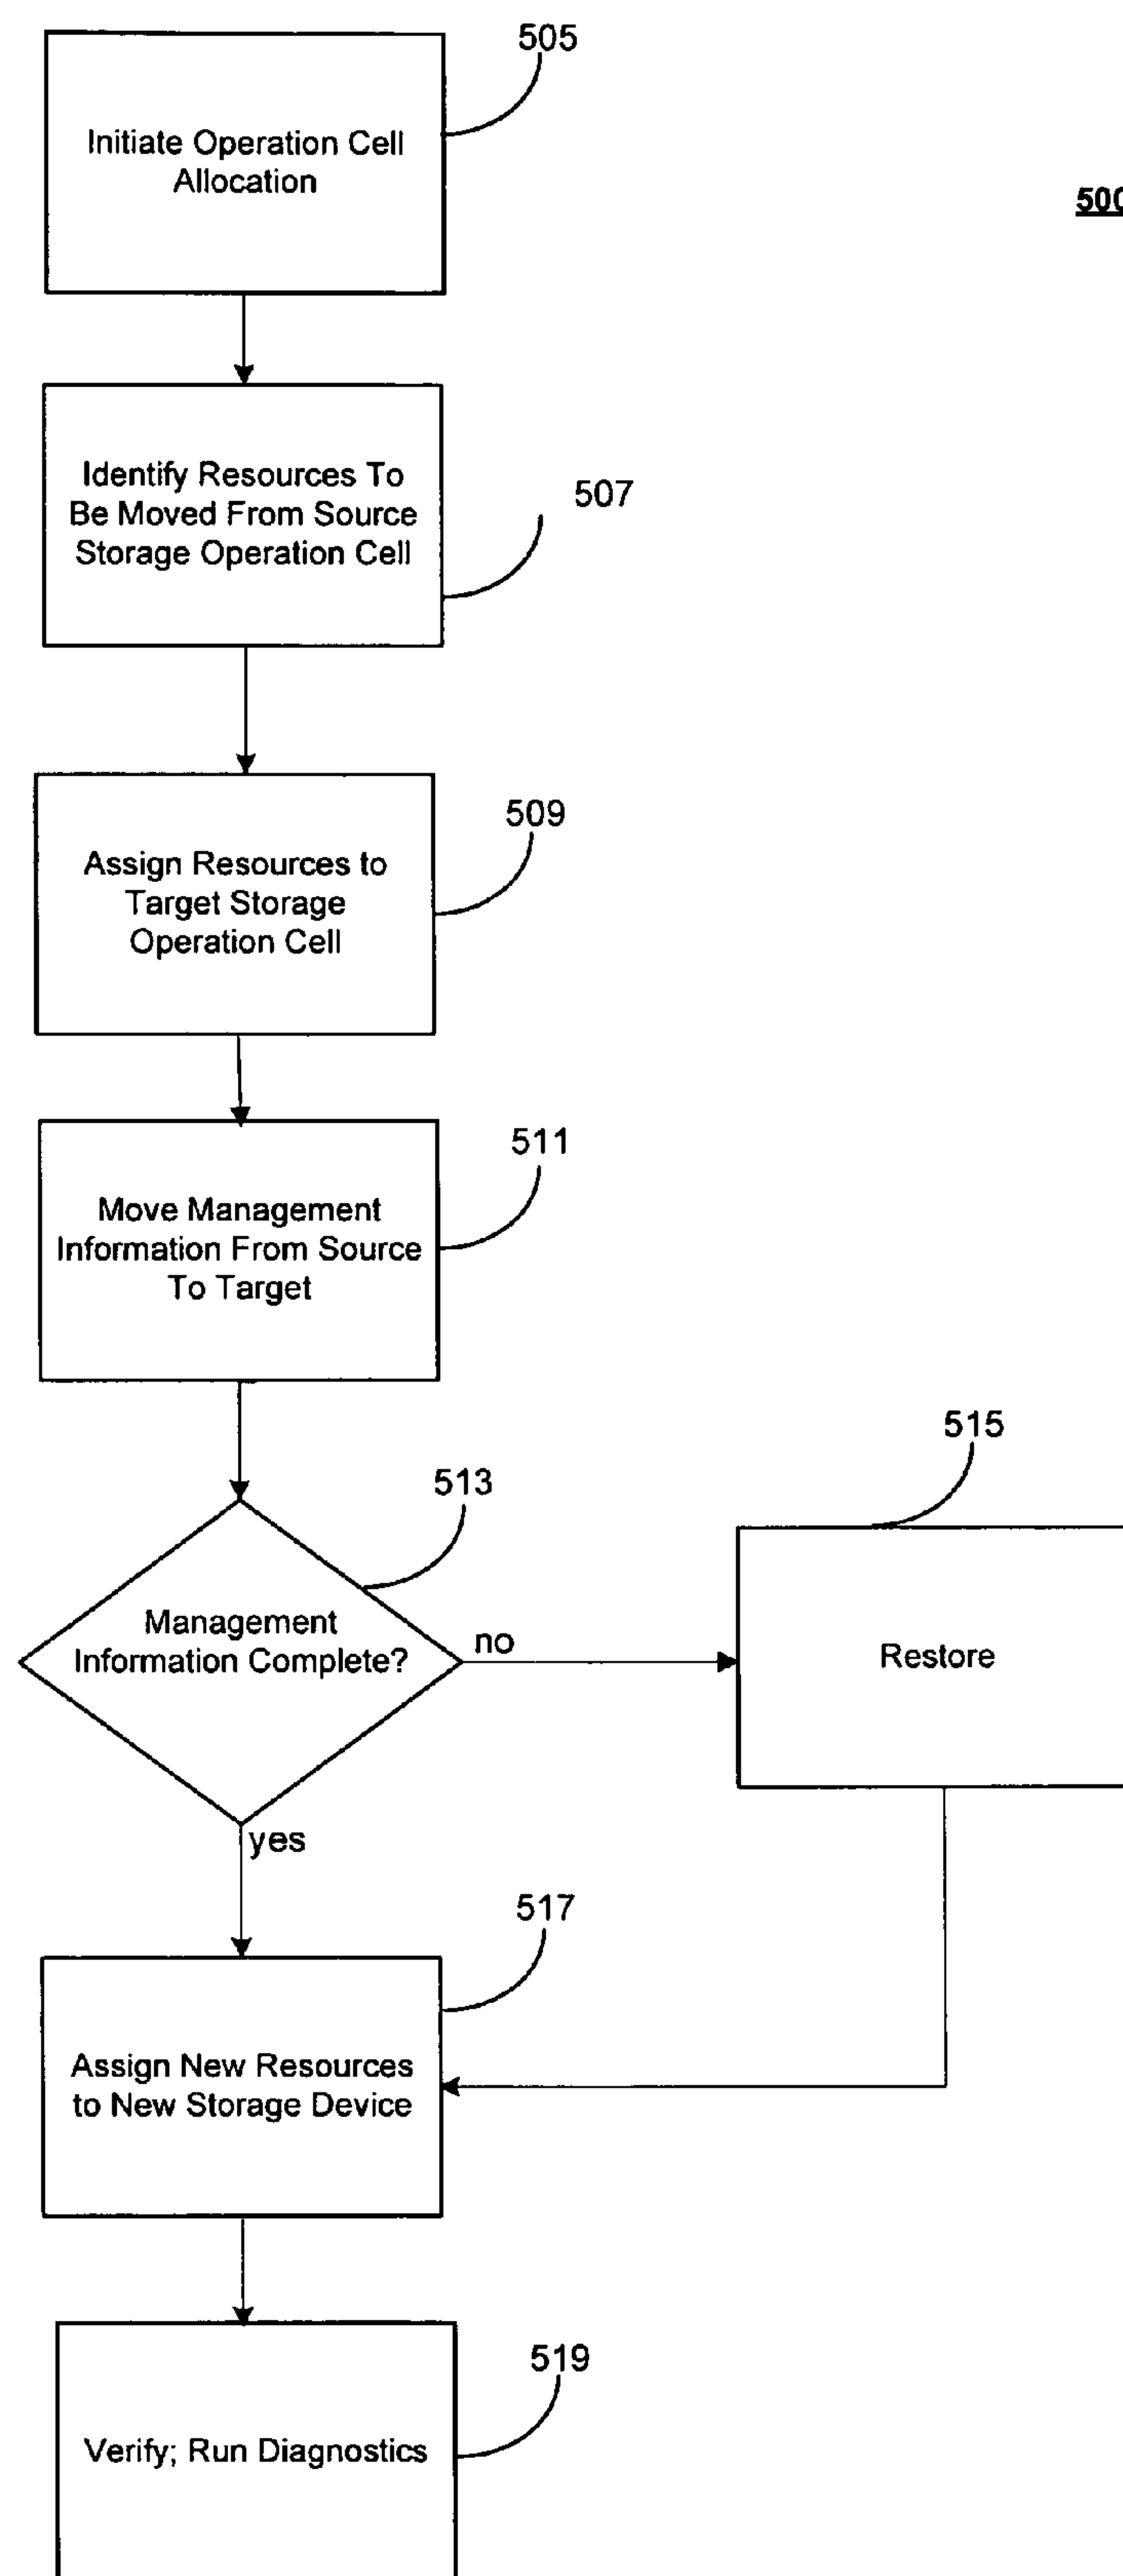 505
Initiate Operation Cell
Allocation
500
Identify Resources To
Be Moved From Source
Storage Operation Cell
507
509
Assign Resources to
Target Storage
Operation Cell
511
Move Management
Information From Source
To Target
515
513
Management
Information Complete?
no
Restore
yes
517
Assign New Resources
to New Storage Device
519
Verify; Run Diagnostics